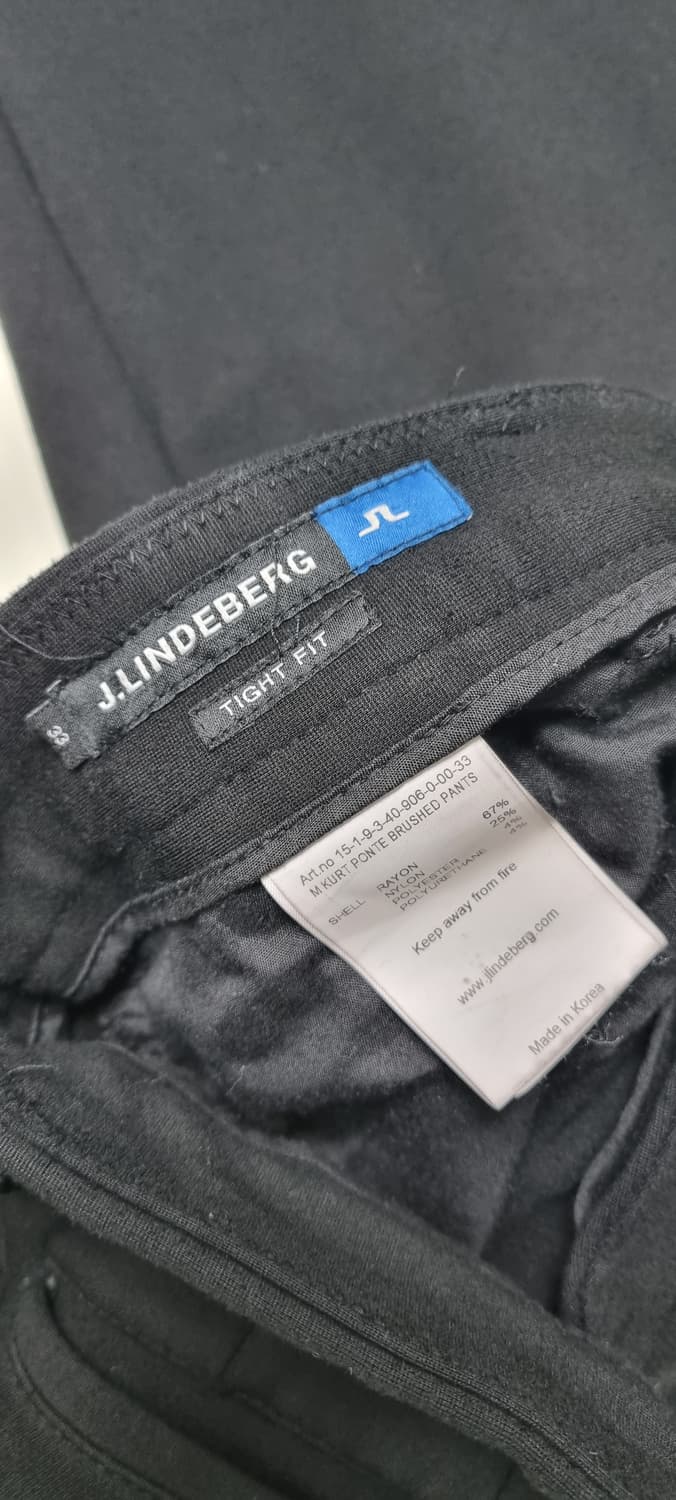 J.LINDEBERG
TIGHT FIT
33
Art.no 15-1-9-3-40-906-0-00-33
M KURT PONTE BRUSHED PANTS
SHELL RAYON 67%
NYLON 25%
POLYESTER 4%
POLYURETHANE 4%
Keep away from fire
www.jlindeberg.com
Made in Korea